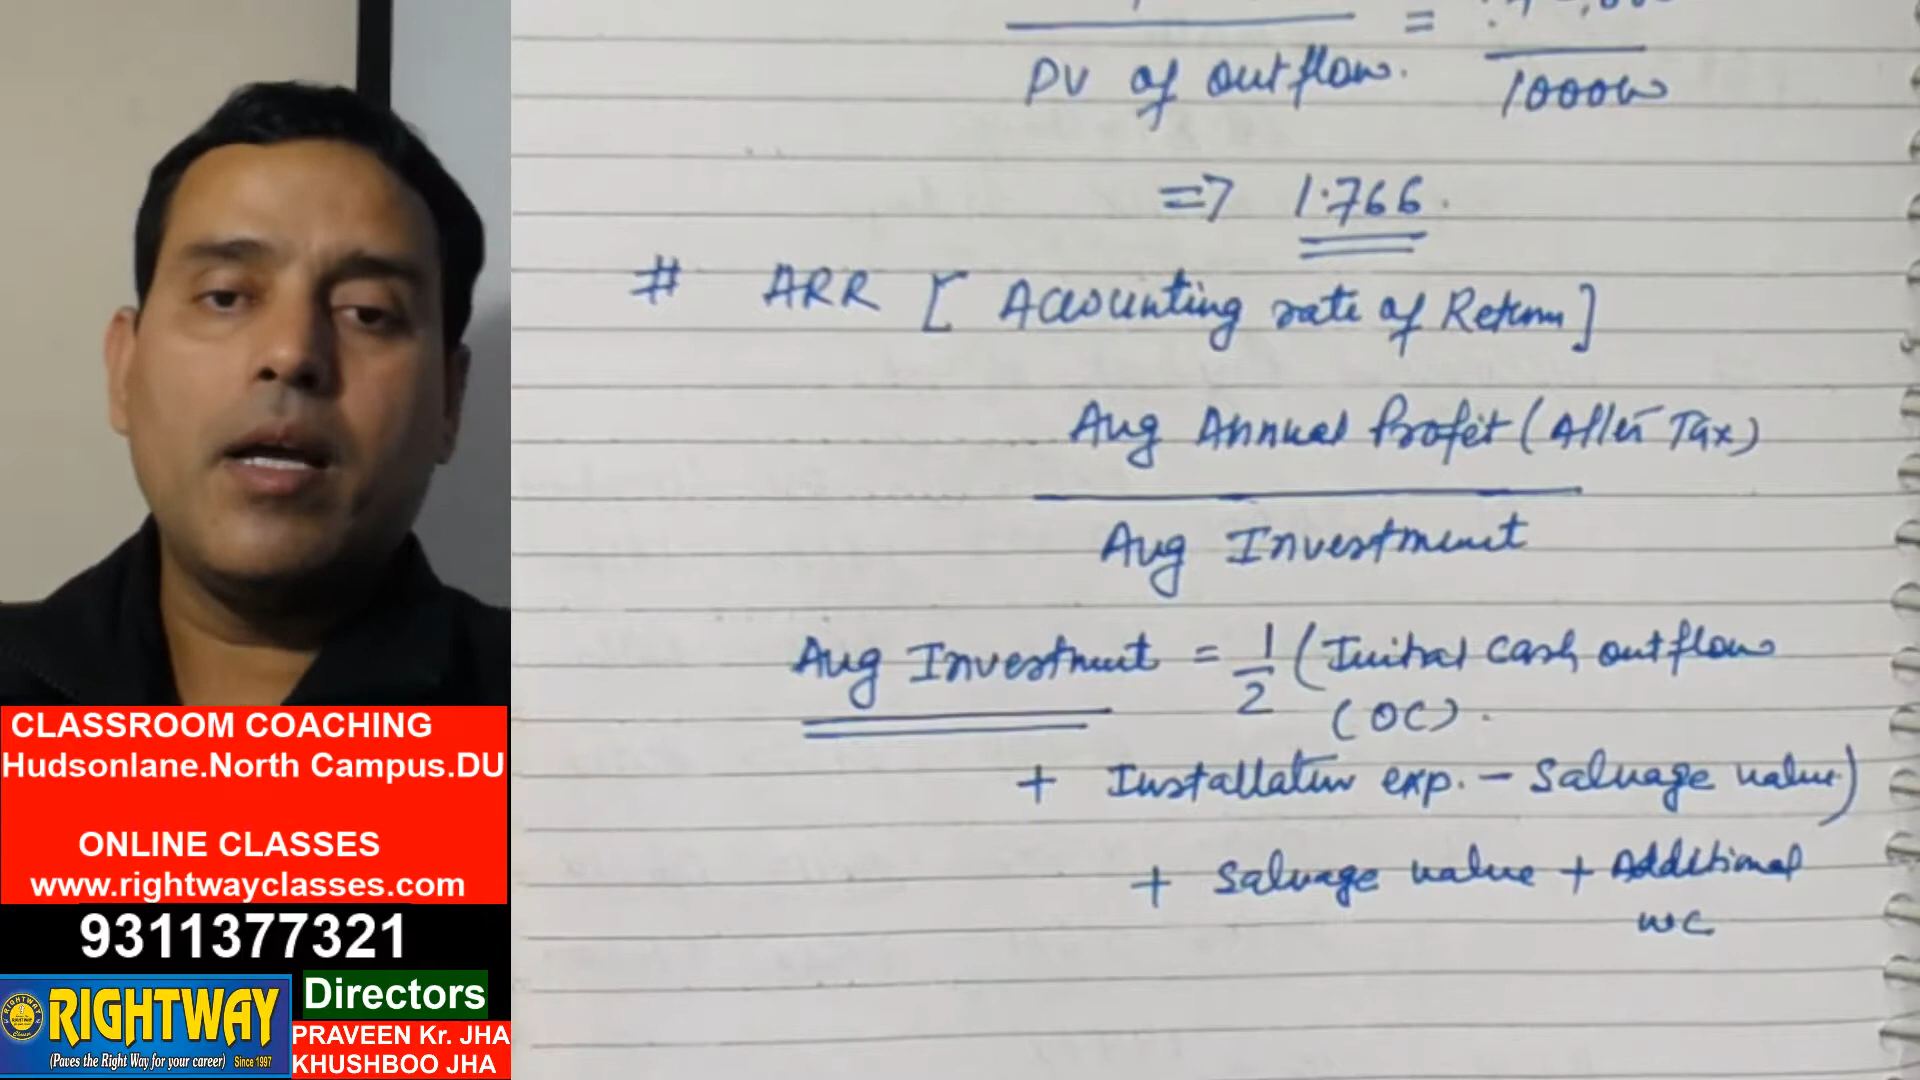 PV of outflow. =
10000
=> 1.766.
# ARR [ Accounting rate of Return]
Avg Annual Profit (After Tax)
Avg Investment
Avg Investment = 1/2 (Initial cash outflow
(OC).
+ Installation exp. - Salvage value)
+ Salvage value + Additional
WC
CLASSROOM COACHING
Hudsonlane.North Campus.DU
ONLINE CLASSES
www.rightwayclasses.com
9311377321
RIGHTWAY
(Paves the Right Way for your career) Since 1997
Directors
PRAVEEN Kr. JHA
KHUSHBOO JHA